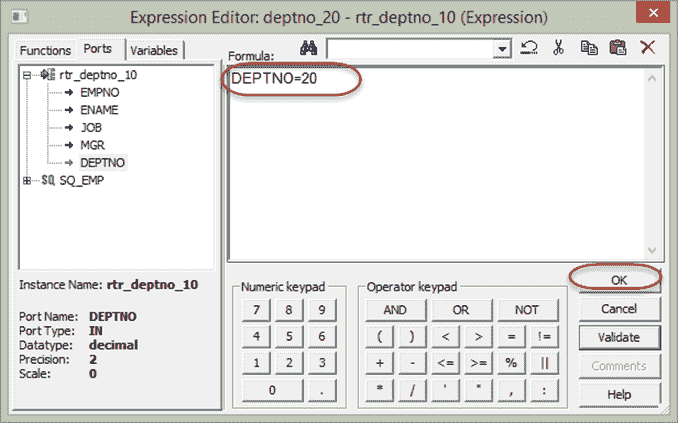 Expression Editor: deptno_20 - rtr_deptno_10 (Expression)
Functions Ports Variables
Formula:
DEPTNO=20
rtr_deptno_10
EMPNO
ENAME
JOB
MGR
DEPTNO
SQ SQ_EMP
Instance Name: rtr_deptno_10
Port Name: DEPTNO
Port Type: IN
Datatype: decimal
Precision: 2
Scale: 0
Numeric keypad
7 8 9
4 5 6
1 2 3
0 .
Operator keypad
AND OR NOT
( ) < > = !=
+ - <= >= % ||
* / ' " , :
OK
Cancel
Validate
Comments
Help